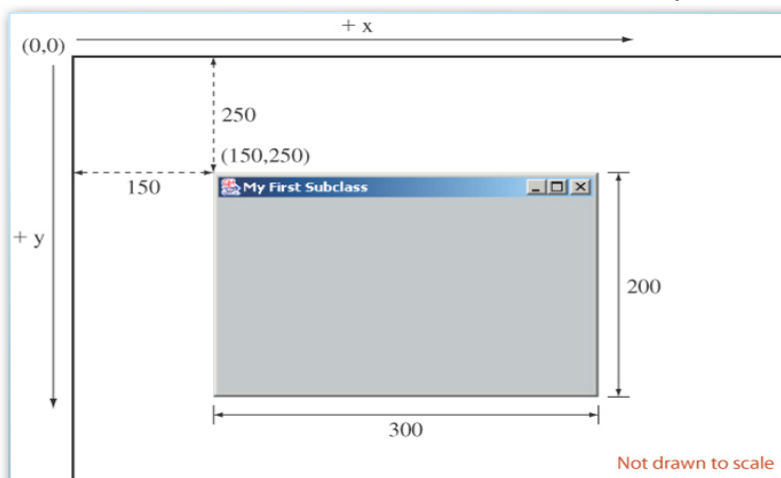 + x
(0,0)
250
(150,250)
150
My First Subclass
+ y
200
300
Not drawn to scale